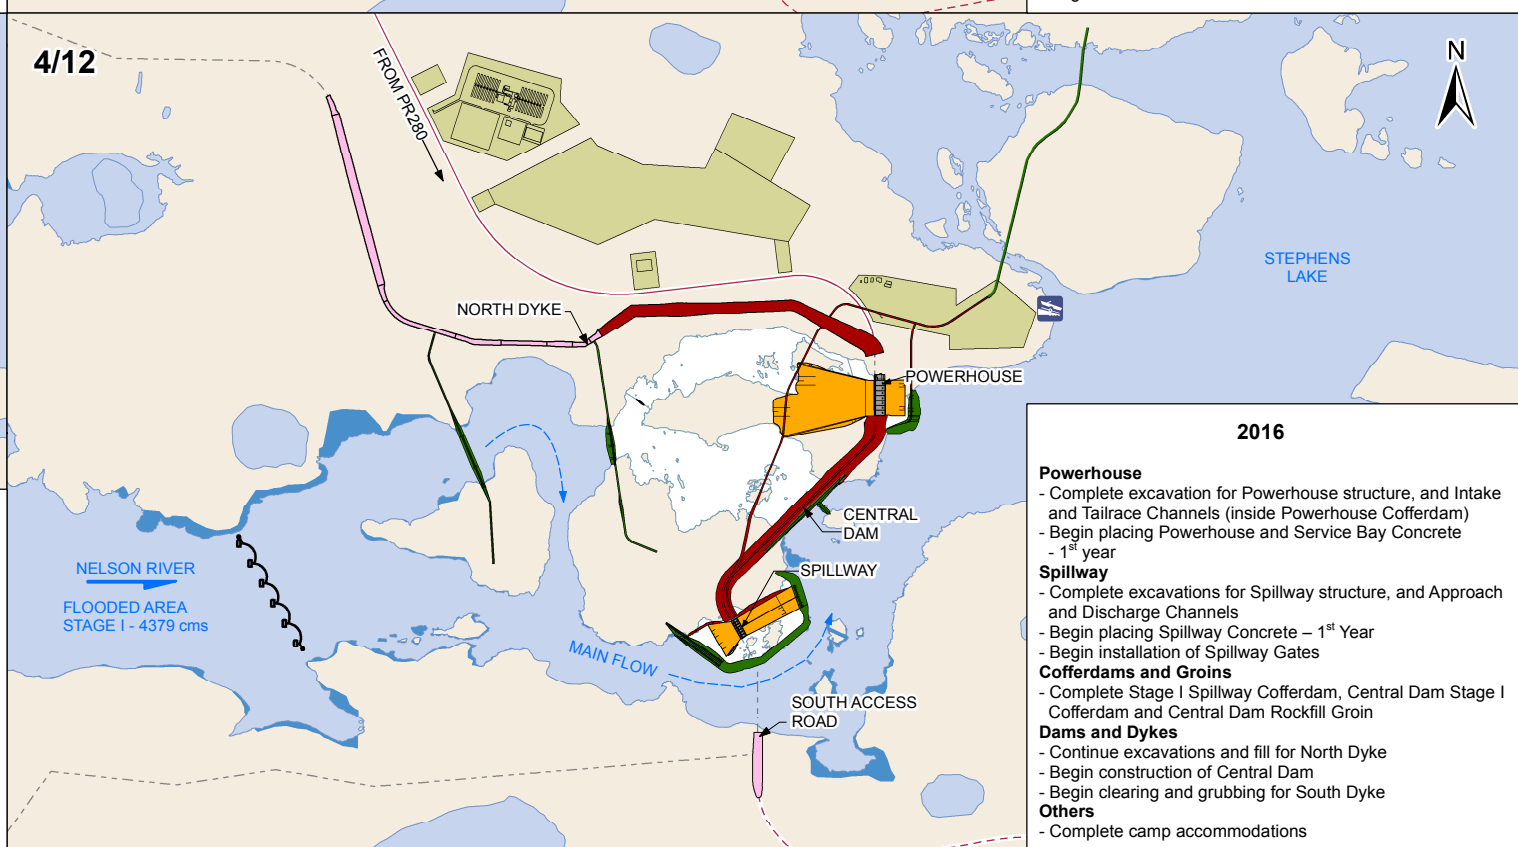 4/12
FROM PR280
N
STEPHENS
LAKE
NORTH DYKE
POWERHOUSE
CENTRAL
DAM
SPILLWAY
NELSON RIVER
FLOODED AREA
STAGE I - 4379 cms
MAIN FLOW
SOUTH ACCESS
ROAD
2016
Powerhouse
- Complete excavation for Powerhouse structure, and Intake
and Tailrace Channels (inside Powerhouse Cofferdam)
- Begin placing Powerhouse and Service Bay Concrete
- 1st year
Spillway
- Complete excavations for Spillway structure, and Approach
and Discharge Channels
- Begin placing Spillway Concrete – 1st Year
- Begin installation of Spillway Gates
Cofferdams and Groins
- Complete Stage I Spillway Cofferdam, Central Dam Stage I
Cofferdam and Central Dam Rockfill Groin
Dams and Dykes
- Continue excavations and fill for North Dyke
- Begin construction of Central Dam
- Begin clearing and grubbing for South Dyke
Others
- Complete camp accommodations